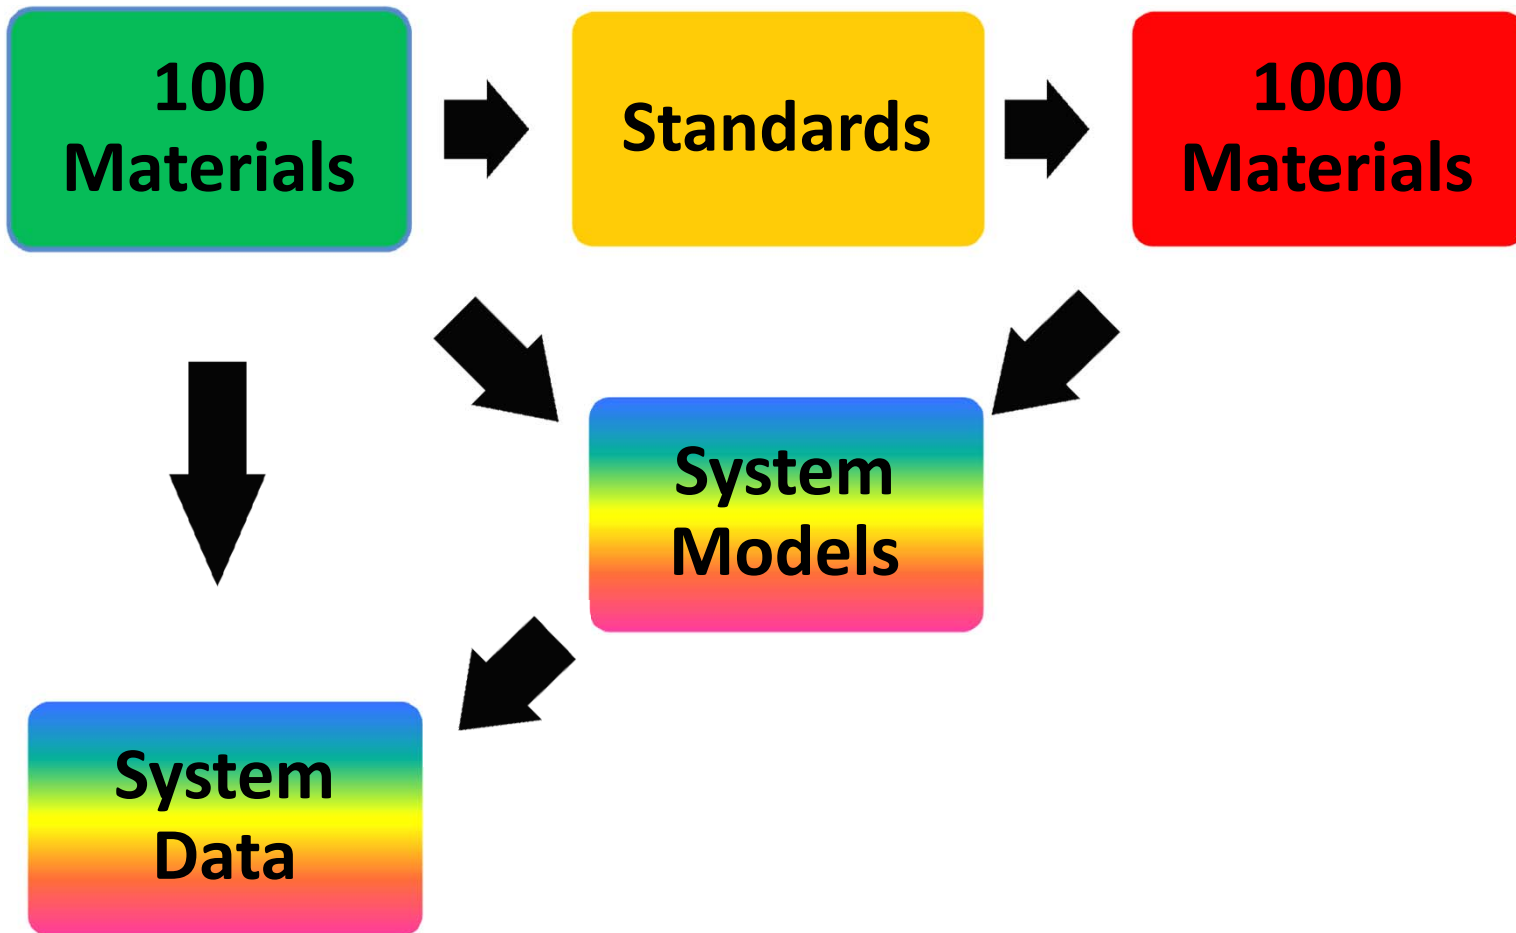 100
Materials
Standards
1000
Materials
System
Models
System
Data